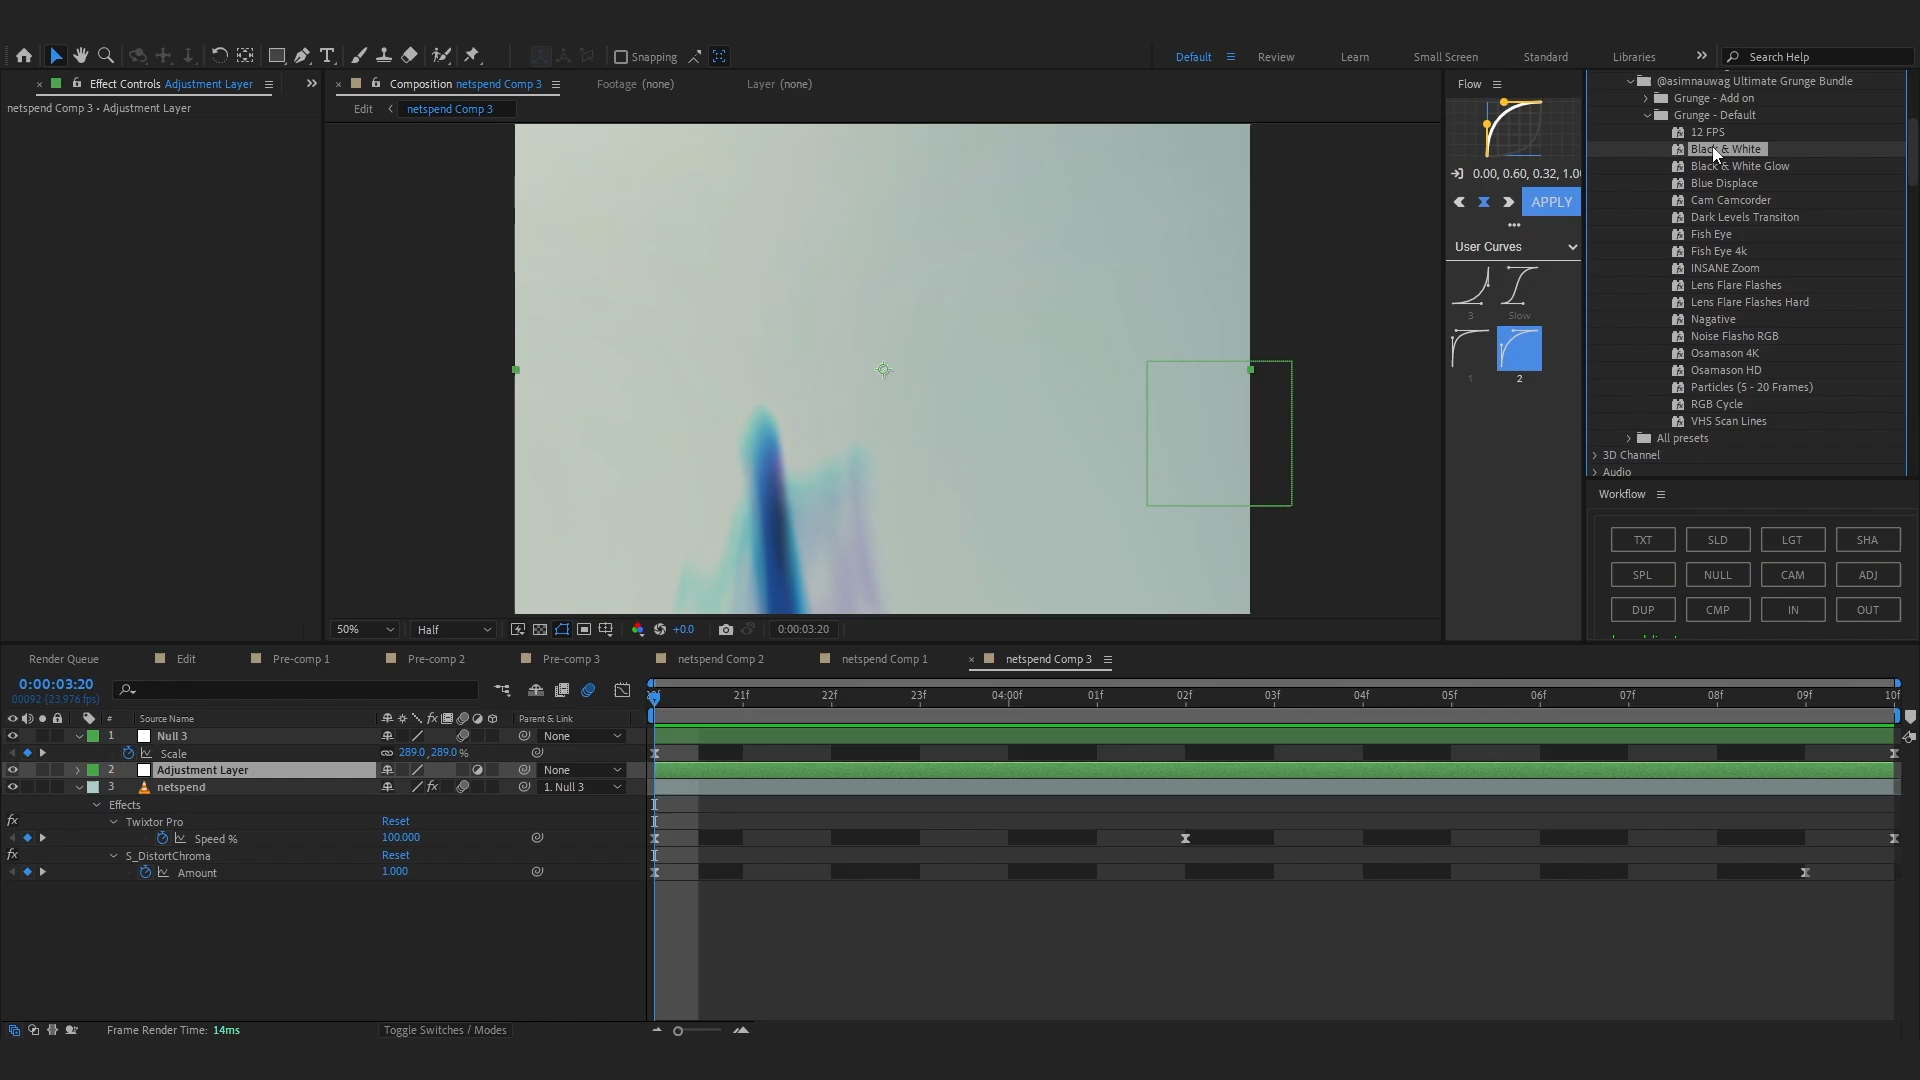 Snapping
Default
Review
Learn
Small Screen
Standard
Libraries
Search Help
Effect Controls Adjustment Layer
Composition netspend Comp 3
Footage (none)
Layer (none)
netspend Comp 3 • Adjustment Layer
Edit
netspend Comp 3
Flow
0.00, 0.60, 0.32, 1.0
APPLY
User Curves
3
Slow
1
2
@asimnauwag Ultimate Grunge Bundle
Grunge - Add on
Grunge - Default
12 FPS
Black & White
Black & White Glow
Blue Displace
Cam Camcorder
Dark Levels Transiton
Fish Eye
Fish Eye 4k
INSANE Zoom
Lens Flare Flashes
Lens Flare Flashes Hard
Nagative
Noise Flasho RGB
Osamason 4K
Osamason HD
Particles (5 - 20 Frames)
RGB Cycle
VHS Scan Lines
All presets
3D Channel
Audio
Workflow
TXT SLD LGT SHA
SPL NULL CAM ADJ
DUP CMP IN OUT
50%
Half
+0.0
0:00:03:20
Render Queue
Edit
Pre-comp 1
Pre-comp 2
Pre-comp 3
netspend Comp 2
netspend Comp 1
netspend Comp 3
0:00:03:20
00092 (23.976 fps)
21f 22f 23f 04:00f 01f 02f 03f 04f 05f 06f 07f 08f 09f 10f
# Source Name
Parent & Link
1 Null 3 None
Scale 289.0, 289.0 %
2 Adjustment Layer None
3 netspend 1. Null 3
Effects
fx Twixtor Pro Reset
Speed % 100.000
fx S_DistortChroma Reset
Amount 1.000
Frame Render Time: 14ms
Toggle Switches / Modes